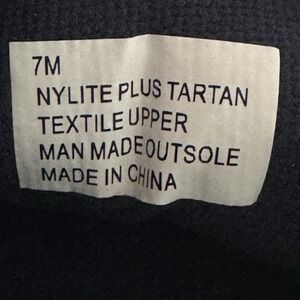 7M
NYLITE PLUS TARTAN
TEXTILE UPPER
MAN MADE OUTSOLE
MADE IN CHINA